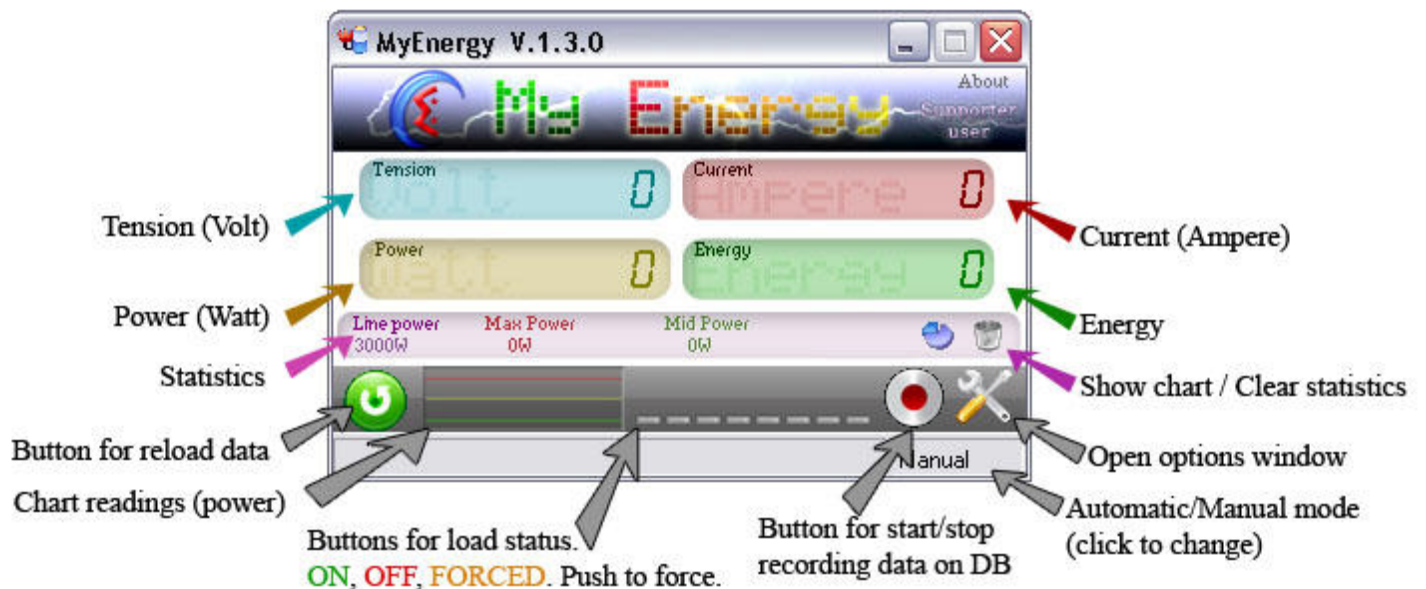 MyEnergy V.1.3.0
My Energy
About
Supporter
user
Tension
Volt
0
Current
Ampere
0
Tension (Volt)
Current (Ampere)
Power
Watt
0
Energy
Energy
0
Power (Watt)
Energy
Line power
Max Power
Mid Power
3000W
0W
0W
Statistics
Show chart / Clear statistics
Button for reload data
Open options window
Manual
Chart readings (power)
Automatic/Manual mode
(click to change)
Buttons for load status.
ON, OFF, FORCED. Push to force.
Button for start/stop
recording data on DB